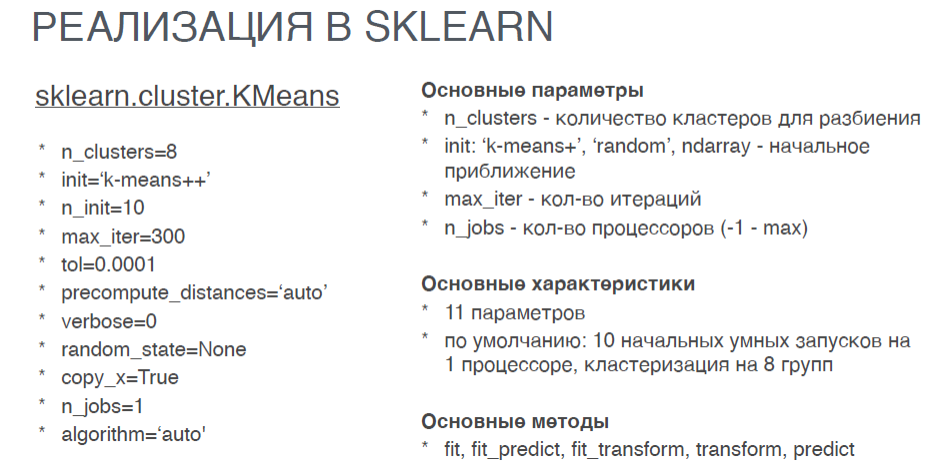 РЕАЛИЗАЦИЯ В SKLEARN
sklearn.cluster.KMeans
* n_clusters=8
* init=‘k-means++’
* n_init=10
* max_iter=300
* tol=0.0001
* precompute_distances=‘auto’
* verbose=0
* random_state=None
* copy_x=True
* n_jobs=1
* algorithm=‘auto'
Основные параметры
* n_clusters - количество кластеров для разбиения
* init: ‘k-means+’, ‘random’, ndarray - начальное
приближение
* max_iter - кол-во итераций
* n_jobs - кол-во процессоров (-1 - max)
Основные характеристики
* 11 параметров
* по умолчанию: 10 начальных умных запусков на
1 процессоре, кластеризация на 8 групп
Основные методы
* fit, fit_predict, fit_transform, transform, predict